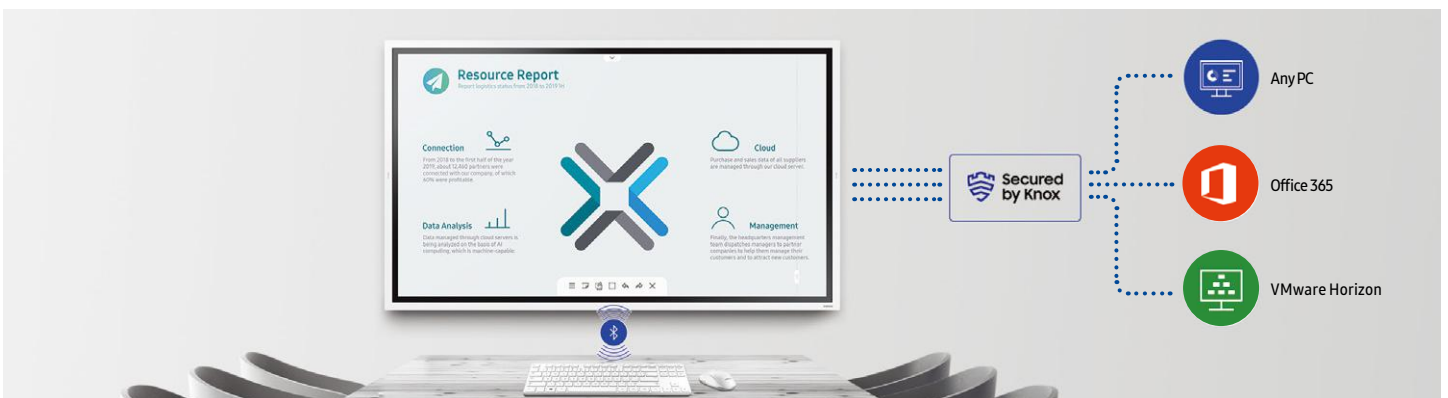 Resource Report
Report logistics status from 2018 to 2019 1H
Connection
From 2018 to the first half of the year
2019, about 12,460 partners were
connected with our company, of which
60% were profitable.
Cloud
Purchase and sales data of all suppliers
are managed through our cloud server.
Data Analysis
Data managed through cloud servers is
being analyzed on the basis of AI
computing, which is machine-capable
Management
Finally, the headquarters management
team dispatches managers to partner
companies to help them manage their
customers and to attract new customers.
Secured
by Knox
Any PC
Office 365
VMware Horizon